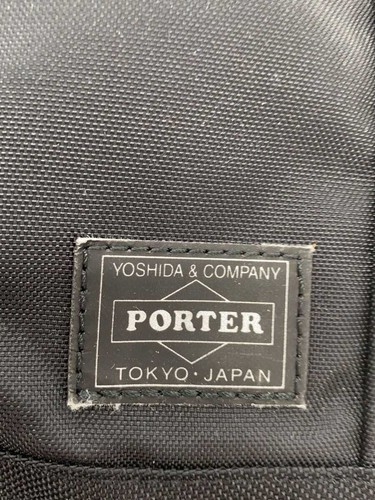 YOSHIDA & COMPANY
PORTER
TOKYO · JAPAN